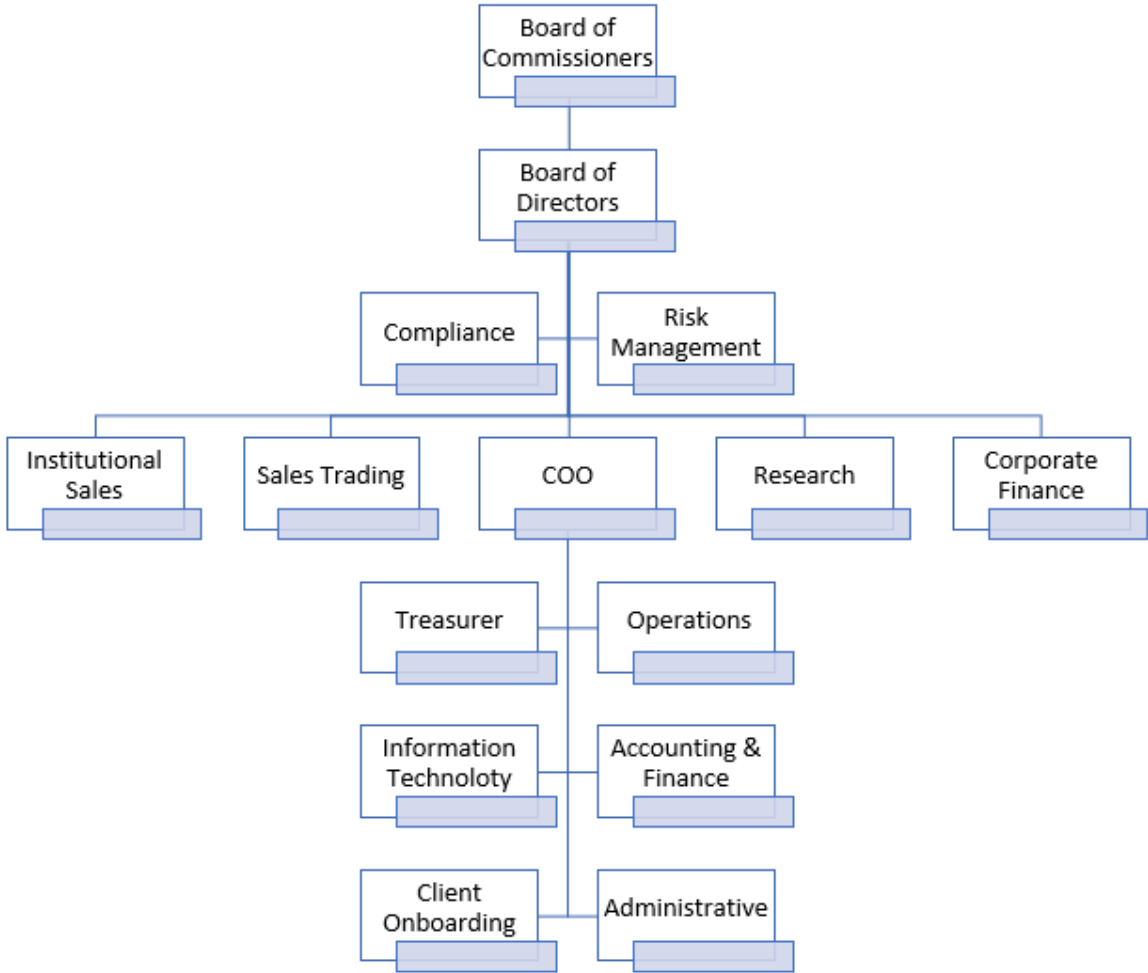 Board of
Commissioners
Board of
Directors
Compliance
Risk
Management
Institutional
Sales
Sales Trading
COO
Research
Corporate
Finance
Treasurer
Operations
Information
Technoloty
Accounting &
Finance
Client
Onboarding
Administrative